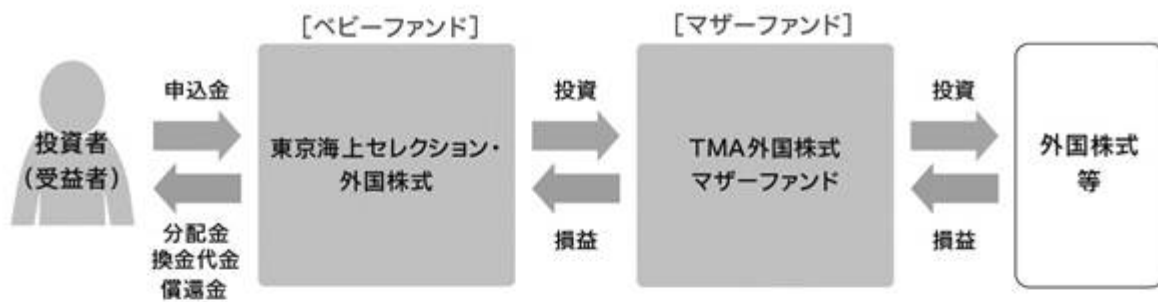 [ベビーファンド]
[マザーファンド]
投資者
(受益者)
申込金
分配金
換金代金
償還金
東京海上セレクション・
外国株式
投資
損益
TMA外国株式
マザーファンド
投資
損益
外国株式
等